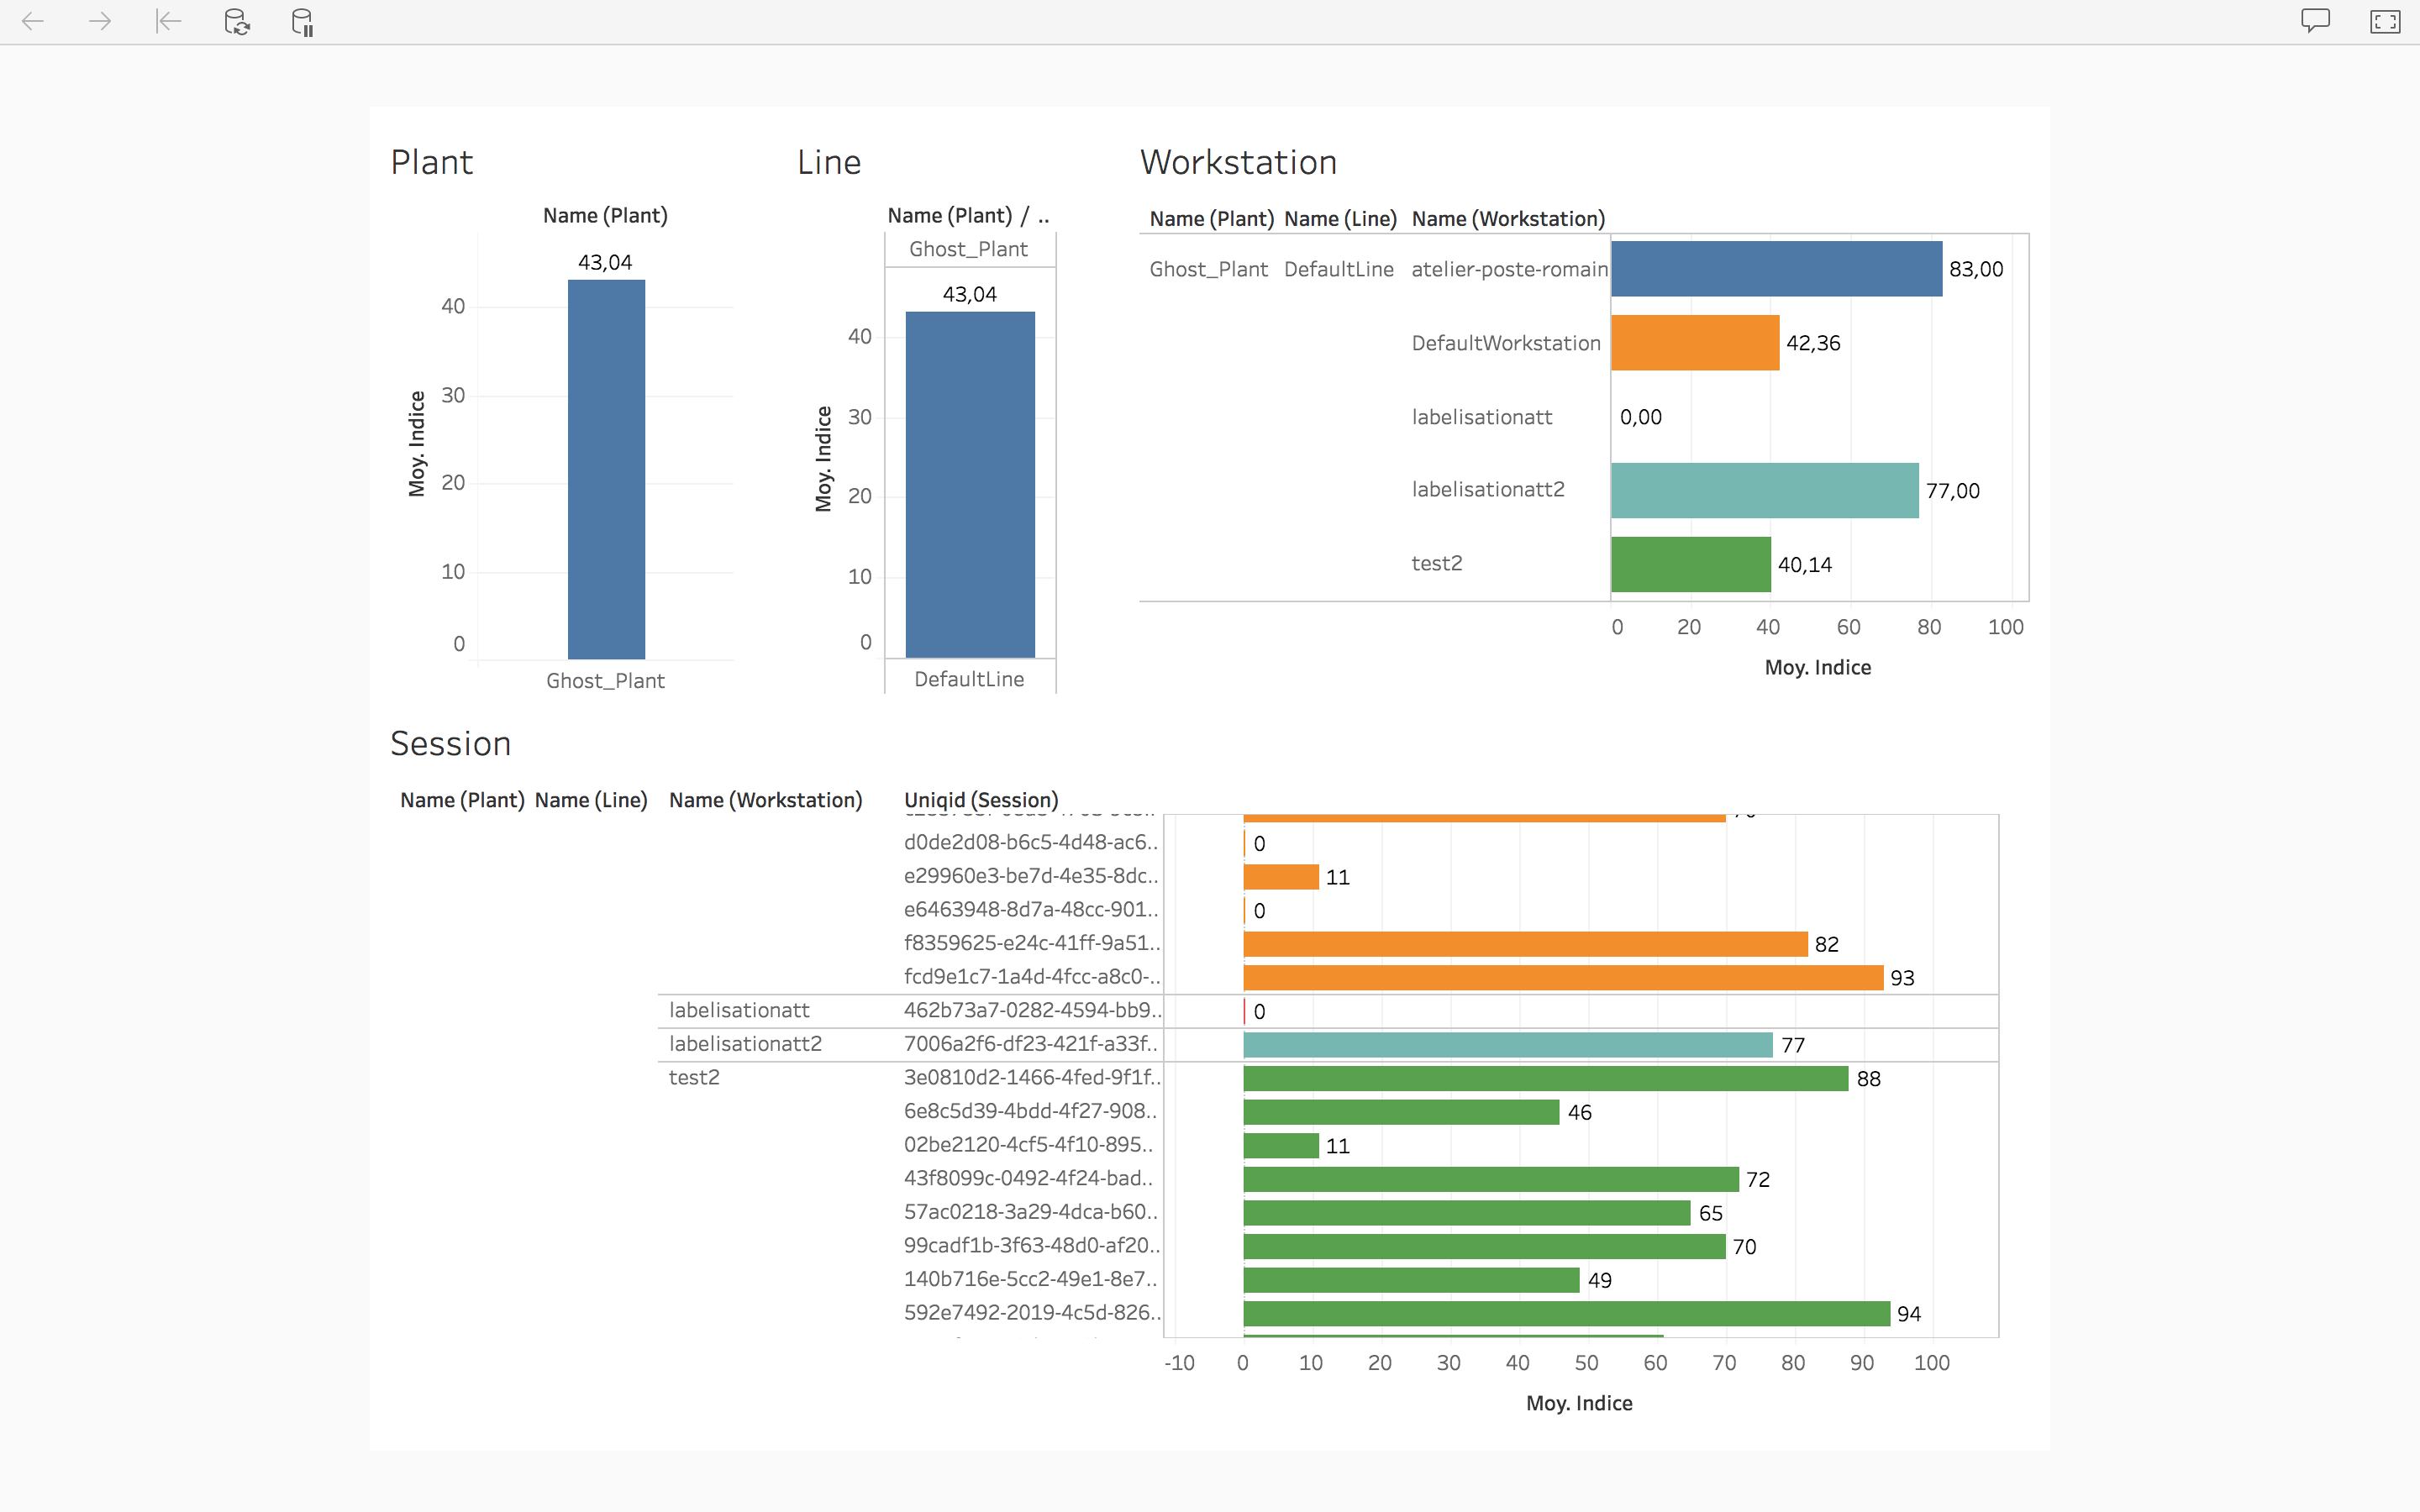 Plant
Name (Plant)
43,04
40
30
20
10
0
Moy. Indice
Ghost_Plant
Line
Name (Plant) / ..
Ghost_Plant
43,04
40
30
20
10
0
Moy. Indice
DefaultLine
Workstation
Name (Plant) Name (Line) Name (Workstation)
Ghost_Plant DefaultLine atelier-poste-romain 83,00
DefaultWorkstation 42,36
labelisationatt 0,00
labelisationatt2 77,00
test2 40,14
0 20 40 60 80 100
Moy. Indice
Session
Name (Plant) Name (Line) Name (Workstation) Uniqid (Session)
d0de2d08-b6c5-4d48-ac6.. 0
e29960e3-be7d-4e35-8dc.. 11
e6463948-8d7a-48cc-901.. 0
f8359625-e24c-41ff-9a51.. 82
fcd9e1c7-1a4d-4fcc-a8c0-.. 93
labelisationatt 462b73a7-0282-4594-bb9.. 0
labelisationatt2 7006a2f6-df23-421f-a33f.. 77
test2 3e0810d2-1466-4fed-9f1f.. 88
6e8c5d39-4bdd-4f27-908.. 46
02be2120-4cf5-4f10-895.. 11
43f8099c-0492-4f24-bad.. 72
57ac0218-3a29-4dca-b60.. 65
99cadf1b-3f63-48d0-af20.. 70
140b716e-5cc2-49e1-8e7.. 49
592e7492-2019-4c5d-826.. 94
-10 0 10 20 30 40 50 60 70 80 90 100
Moy. Indice